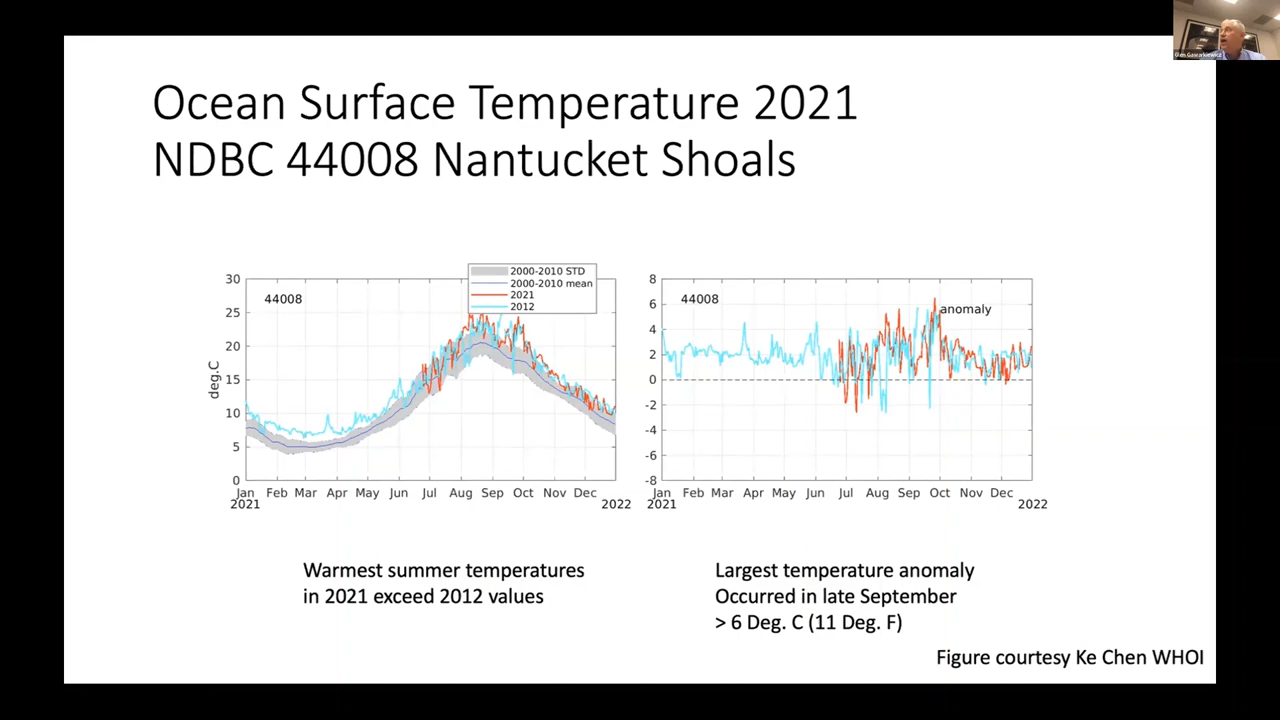 Glen Gawarkiewicz
Ocean Surface Temperature 2021
NDBC 44008 Nantucket Shoals
44008
2000-2010 STD
2000-2010 mean
2021
2012
deg.C
30
25
20
15
10
5
0
Jan Feb Mar Apr May Jun Jul Aug Sep Oct Nov Dec
2021 2022
44008
anomaly
8
6
4
2
0
-2
-4
-6
-8
Jan Feb Mar Apr May Jun Jul Aug Sep Oct Nov Dec
2021 2022
Warmest summer temperatures
in 2021 exceed 2012 values
Largest temperature anomaly
Occurred in late September
> 6 Deg. C (11 Deg. F)
Figure courtesy Ke Chen WHOI